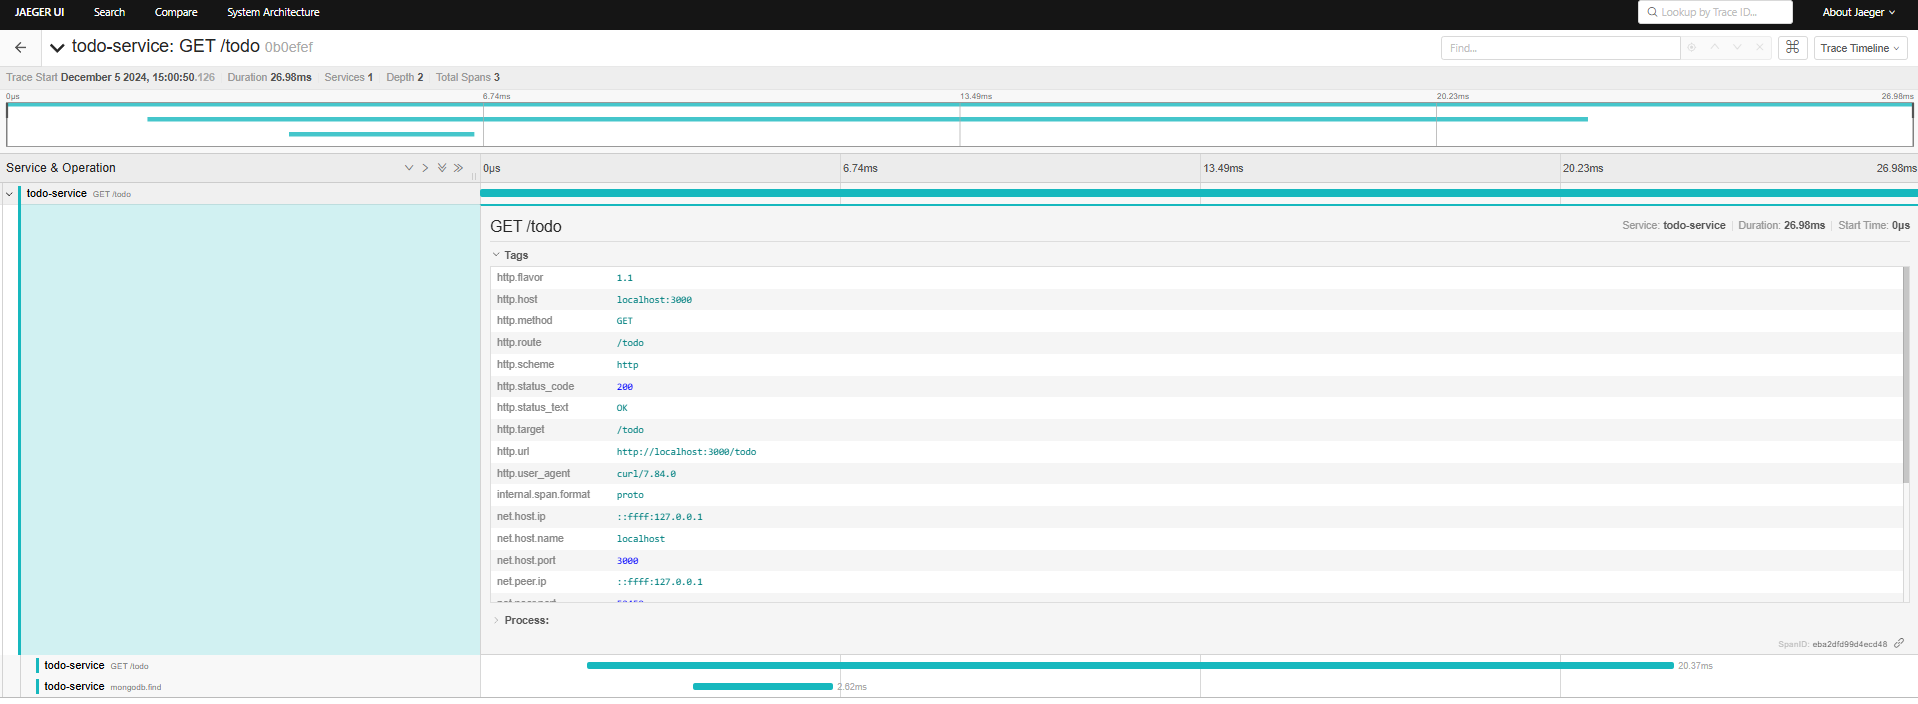 JAEGER UI Search Compare System Architecture Lookup by Trace ID... About Jaeger
todo-service: GET /todo 0b0efef Find... ⌘ Trace Timeline
Trace Start December 5 2024, 15:00:50.126 Duration 26.98ms Services 1 Depth 2 Total Spans 3
0μs 6.74ms 13.49ms 20.23ms 26.98ms
Service & Operation 0μs 6.74ms 13.49ms 20.23ms 26.98ms
todo-service GET /todo
GET /todo Service: todo-service Duration: 26.98ms Start Time: 0μs
Tags
http.flavor 1.1
http.host localhost:3000
http.method GET
http.route /todo
http.scheme http
http.status_code 200
http.status_text OK
http.target /todo
http.url http://localhost:3000/todo
http.user_agent curl/7.84.0
internal.span.format proto
net.host.ip ::ffff:127.0.0.1
net.host.name localhost
net.host.port 3000
net.peer.ip ::ffff:127.0.0.1
Process:
SpanID: eba2dfd99d4ecd48
todo-service GET /todo 20.37ms
todo-service mongodb.find 2.62ms